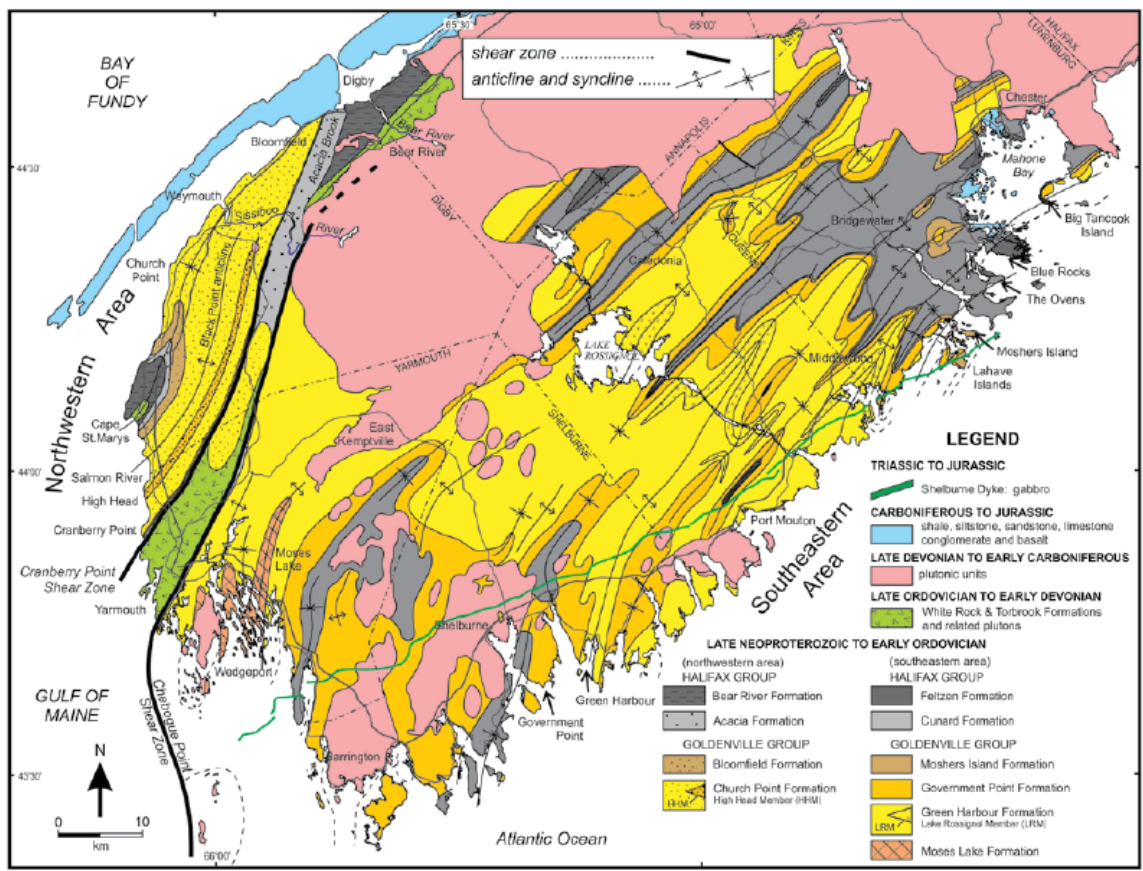 65'30'
65'00'
BAY
OF
FUNDY
Digby
shear zone ....................
anticline and syncline .......
HALIFAX
LUNENBURG
Chester
Bloomfield
Acacia Brook
Bear River
Bear River
ANNAPOLIS
DIGBY
44'30'
Mahone
Bay
Weymouth
Sissiboo
River
QUEENS
Bridgewater
Big Tancook
Island
Church
Point
Black Point anticline
Caledonia
Blue Rocks
The Ovens
Northwestern Area
YARMOUTH
LAKE
ROSSIGNOL
Middlewood
Moshers Island
Lahave
Islands
Cape
St.Marys
East
Kemptville
SHELBURNE
Salmon River
44'00'
High Head
Cranberry Point
Port Mouton
Southeastern
Area
Cranberry Point
Shear Zone
Moses
Lake
Yarmouth
Shelburne
Wedgeport
Green Harbour
GULF OF
MAINE
Chebogue Point
Shear Zone
Government
Point
Barrington
N
43'30'
0 10
km
66'00'
Atlantic Ocean
LEGEND
TRIASSIC TO JURASSIC
Shelburne Dyke: gabbro
CARBONIFEROUS TO JURASSIC
shale, siltstone, sandstone, limestone
conglomerate and basalt
LATE DEVONIAN TO EARLY CARBONIFEROUS
plutonic units
LATE ORDOVICIAN TO EARLY DEVONIAN
White Rock & Torbrook Formations
and related plutons
LATE NEOPROTEROZOIC TO EARLY ORDOVICIAN
(northwestern area)
HALIFAX GROUP
Bear River Formation
Acacia Formation
GOLDENVILLE GROUP
Bloomfield Formation
Church Point Formation
High Head Member (HHM)
HHM
(southeastern area)
HALIFAX GROUP
Feltzen Formation
Cunard Formation
GOLDENVILLE GROUP
Moshers Island Formation
Government Point Formation
Green Harbour Formation
Lake Rossignal Member (LRM)
LRM
Moses Lake Formation